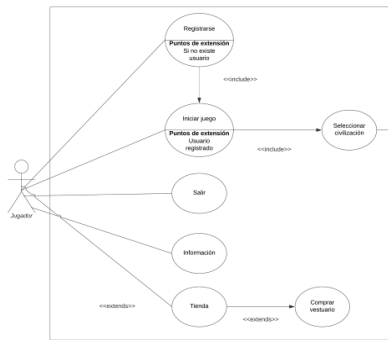 Registrarse
Puntos de extensión
Si no existe
usuario
<<include>>
Iniciar juego
Puntos de extensión
Usuario
registrado
<<include>>
Seleccionar
civilización
Jugador
Salir
Información
<<extends>>
Tienda
<<extends>>
Comprar
vestuario